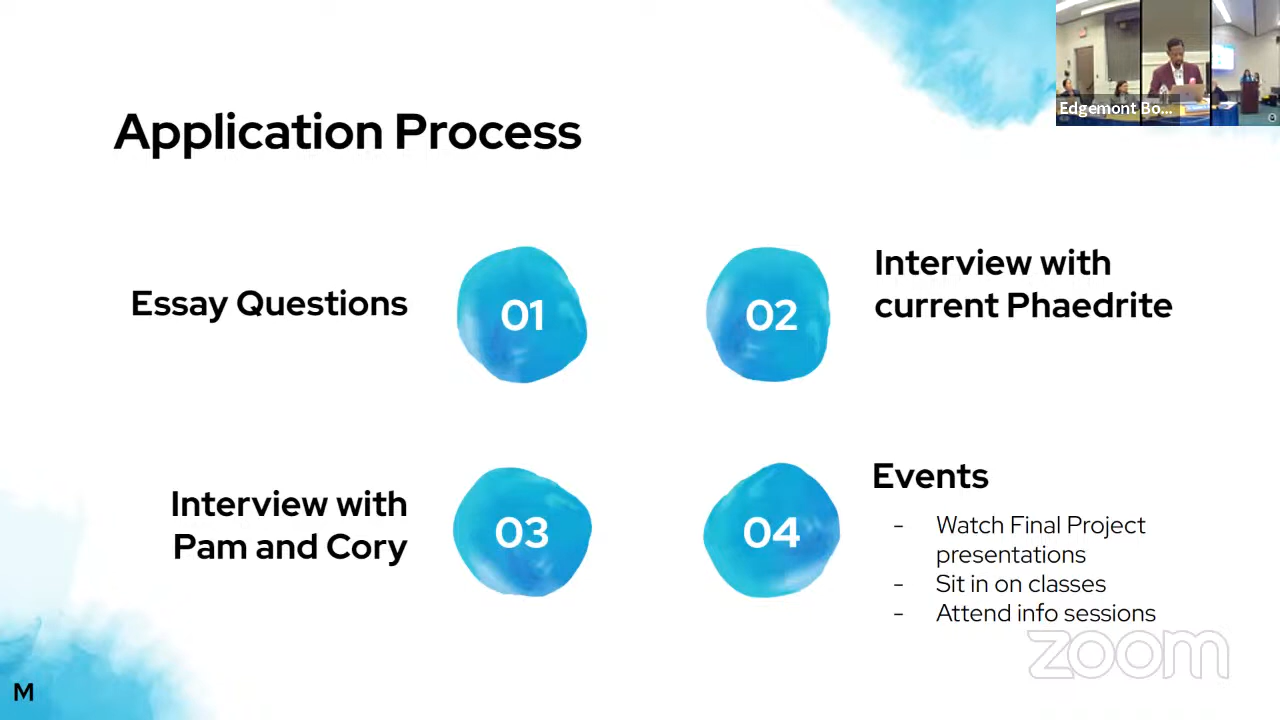 Application Process
Edgemont Bo...
Essay Questions
01
02
Interview with
current Phaedrite
Interview with
Pam and Cory
03
04
Events
- Watch Final Project
presentations
- Sit in on classes
- Attend info sessions
zoom
M